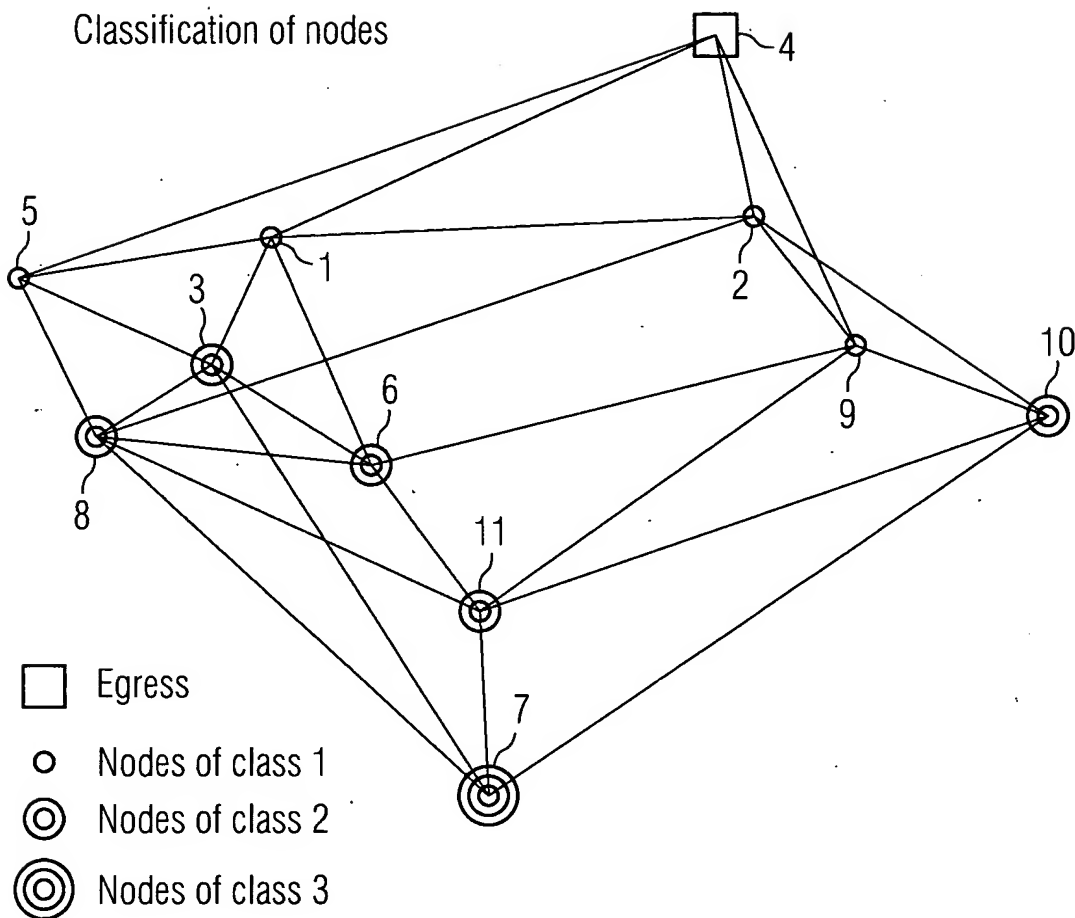 Classification of nodes
4
5
1
2
3
10
6
9
8
11
7
Egress
Nodes of class 1
Nodes of class 2
Nodes of class 3